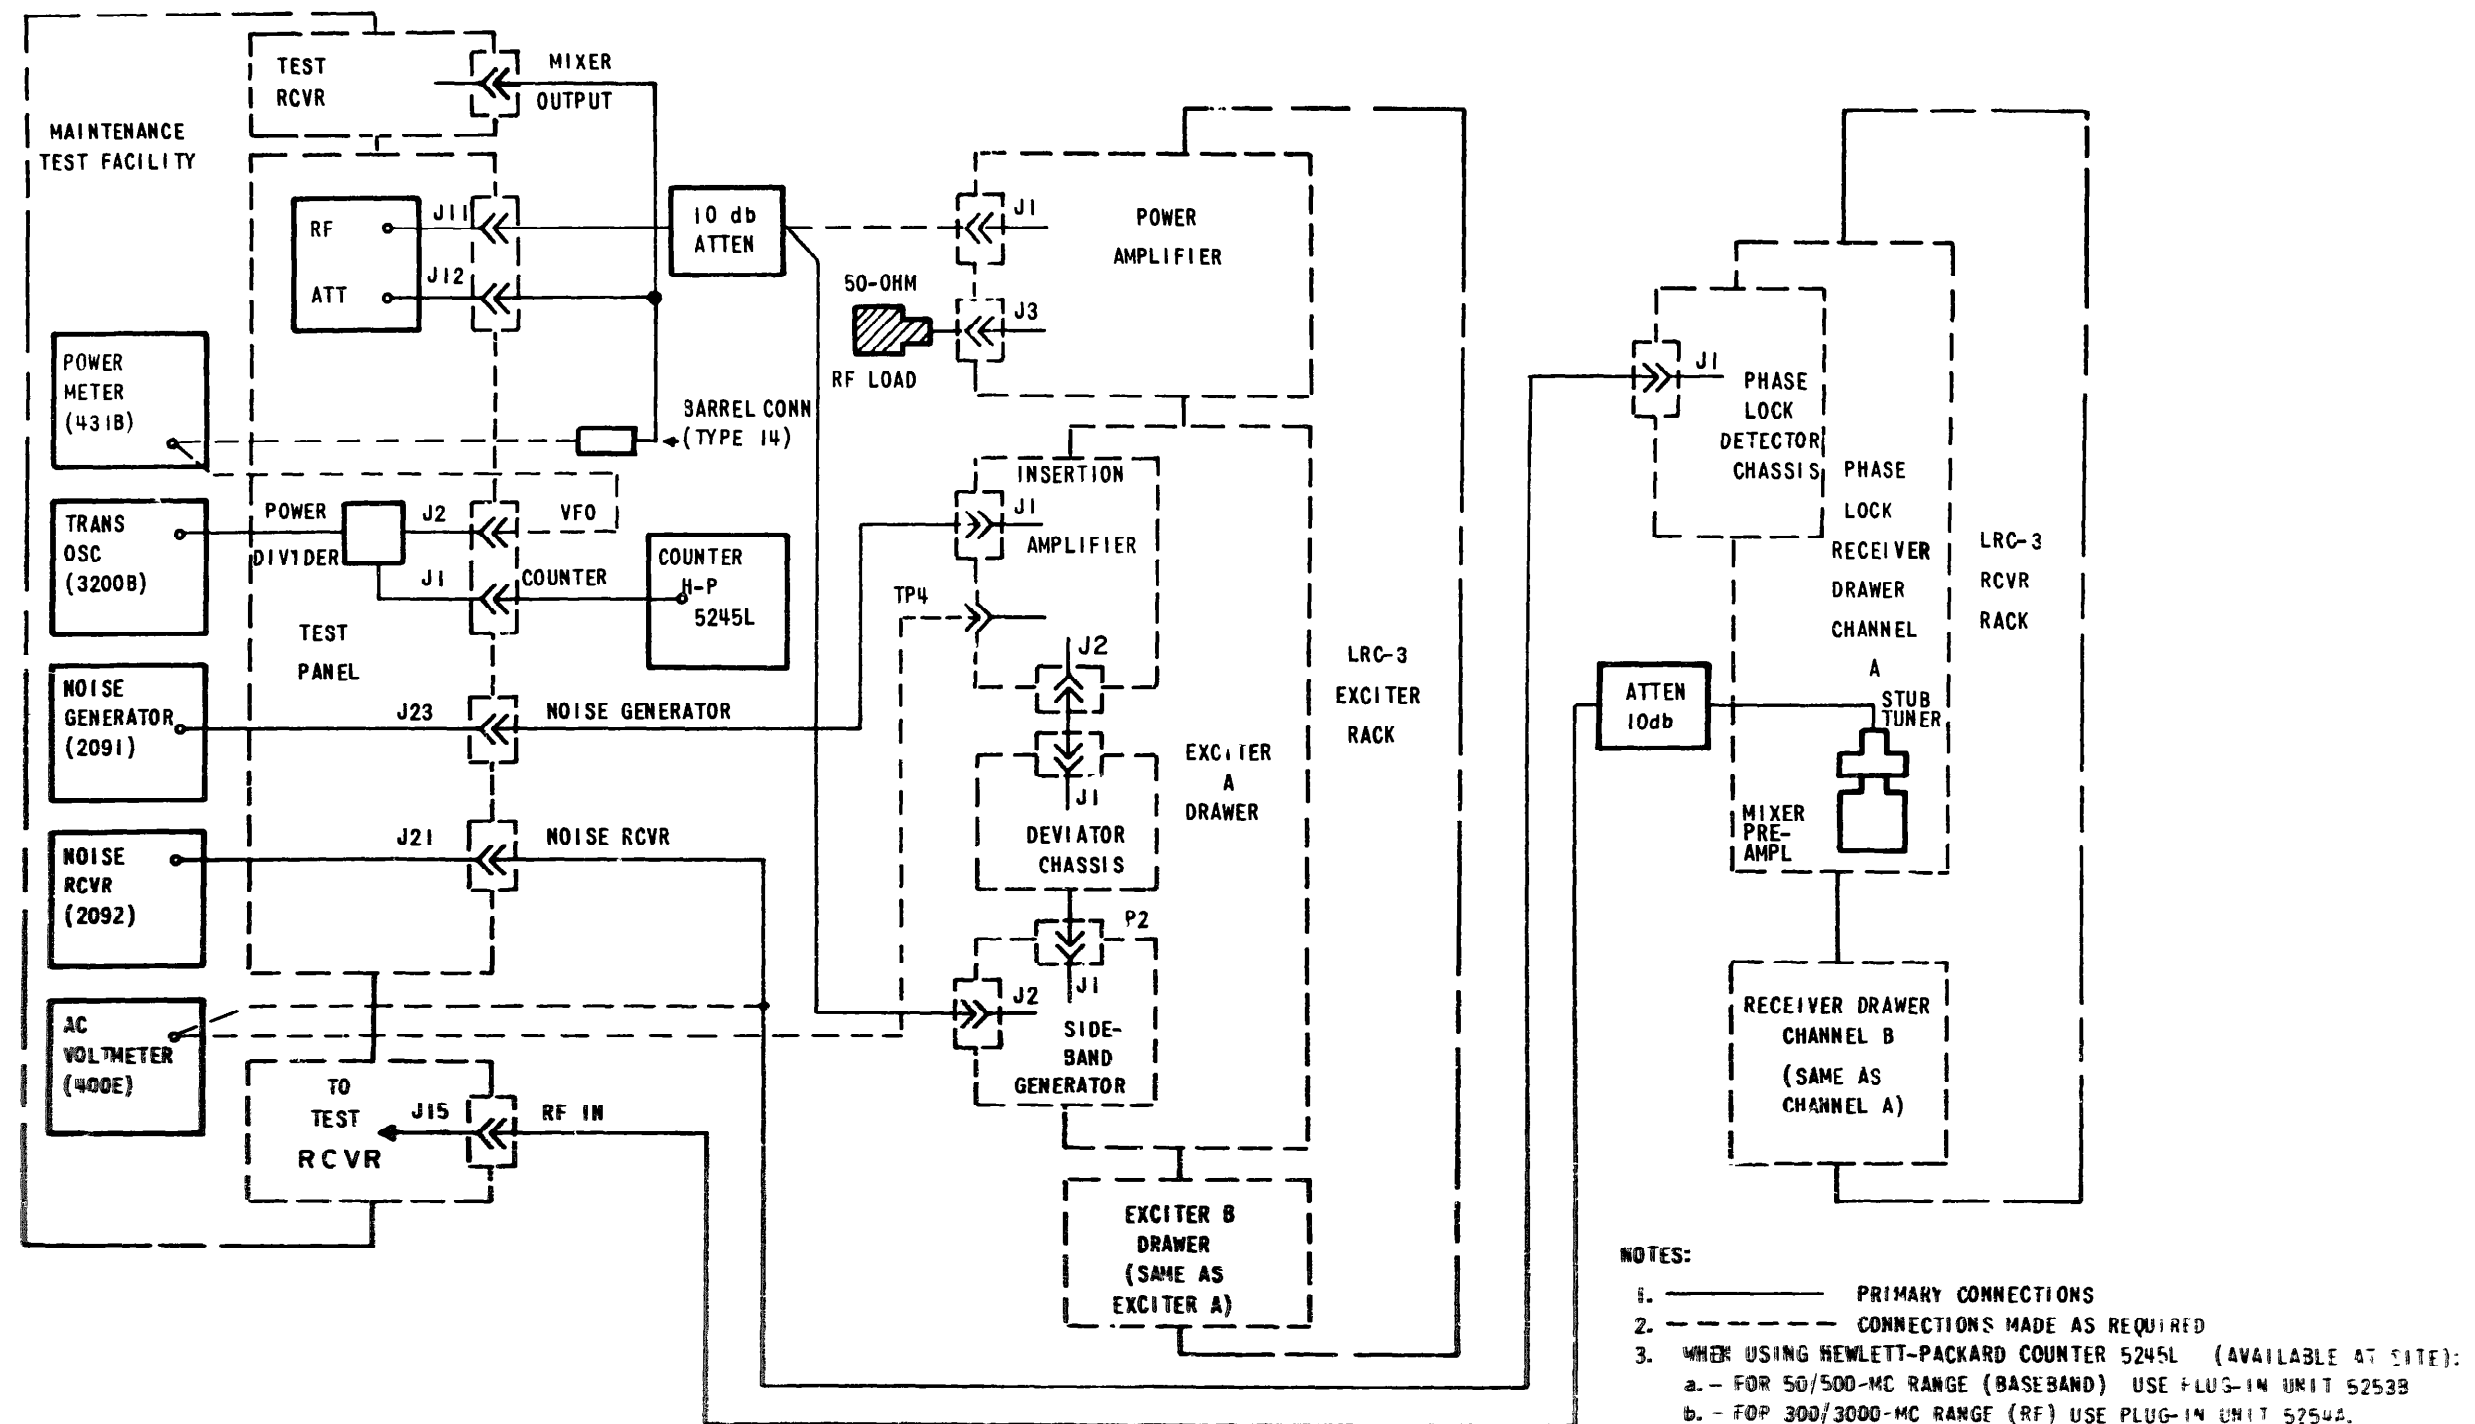 TEST
RCVR
MIXER
OUTPUT
MAINTENANCE
TEST FACILITY
RF
J11
ATT
J12
10 db
ATTEN
J1
POWER
AMPLIFIER
50-OHM
J3
RF LOAD
POWER
METER
(431B)
BARREL CONN
(TYPE 14)
TRANS
OSC
(3200B)
POWER
DIVIDER
J2
VFO
J1
COUNTER
COUNTER
H-P
5245L
TEST
PANEL
NOISE
GENERATOR
(2091)
J23
NOISE GENERATOR
NOISE
RCVR
(2092)
J21
NOISE RCVR
AC
VOLTMETER
(400E)
TO
TEST
RCVR
J15
RF IN
INSERTION
J1
AMPLIFIER
TP4
J2
J1
DEVIATOR
CHASSIS
P2
J1
J2
SIDE-
BAND
GENERATOR
EXCITER
A
DRAWER
LRC-3
EXCITER
RACK
EXCITER B
DRAWER
(SAME AS
EXCITER A)
J1
PHASE
LOCK
DETECTOR
CHASSIS
PHASE
LOCK
RECEIVER
DRAWER
CHANNEL
A
LRC-3
RCVR
RACK
ATTEN
10db
STUB
TUNER
MIXER
PRE-
AMPL
RECEIVER DRAWER
CHANNEL B
(SAME AS
CHANNEL A)
NOTES:
1. PRIMARY CONNECTIONS
2. CONNECTIONS MADE AS REQUIRED
3. WHEN USING HEWLETT-PACKARD COUNTER 5245L (AVAILABLE AT SITE):
a. - FOR 50/500-MC RANGE (BASEBAND) USE PLUG-IN UNIT 5253B
b. - FOR 300/3000-MC RANGE (RF) USE PLUG-IN UNIT 5254A.